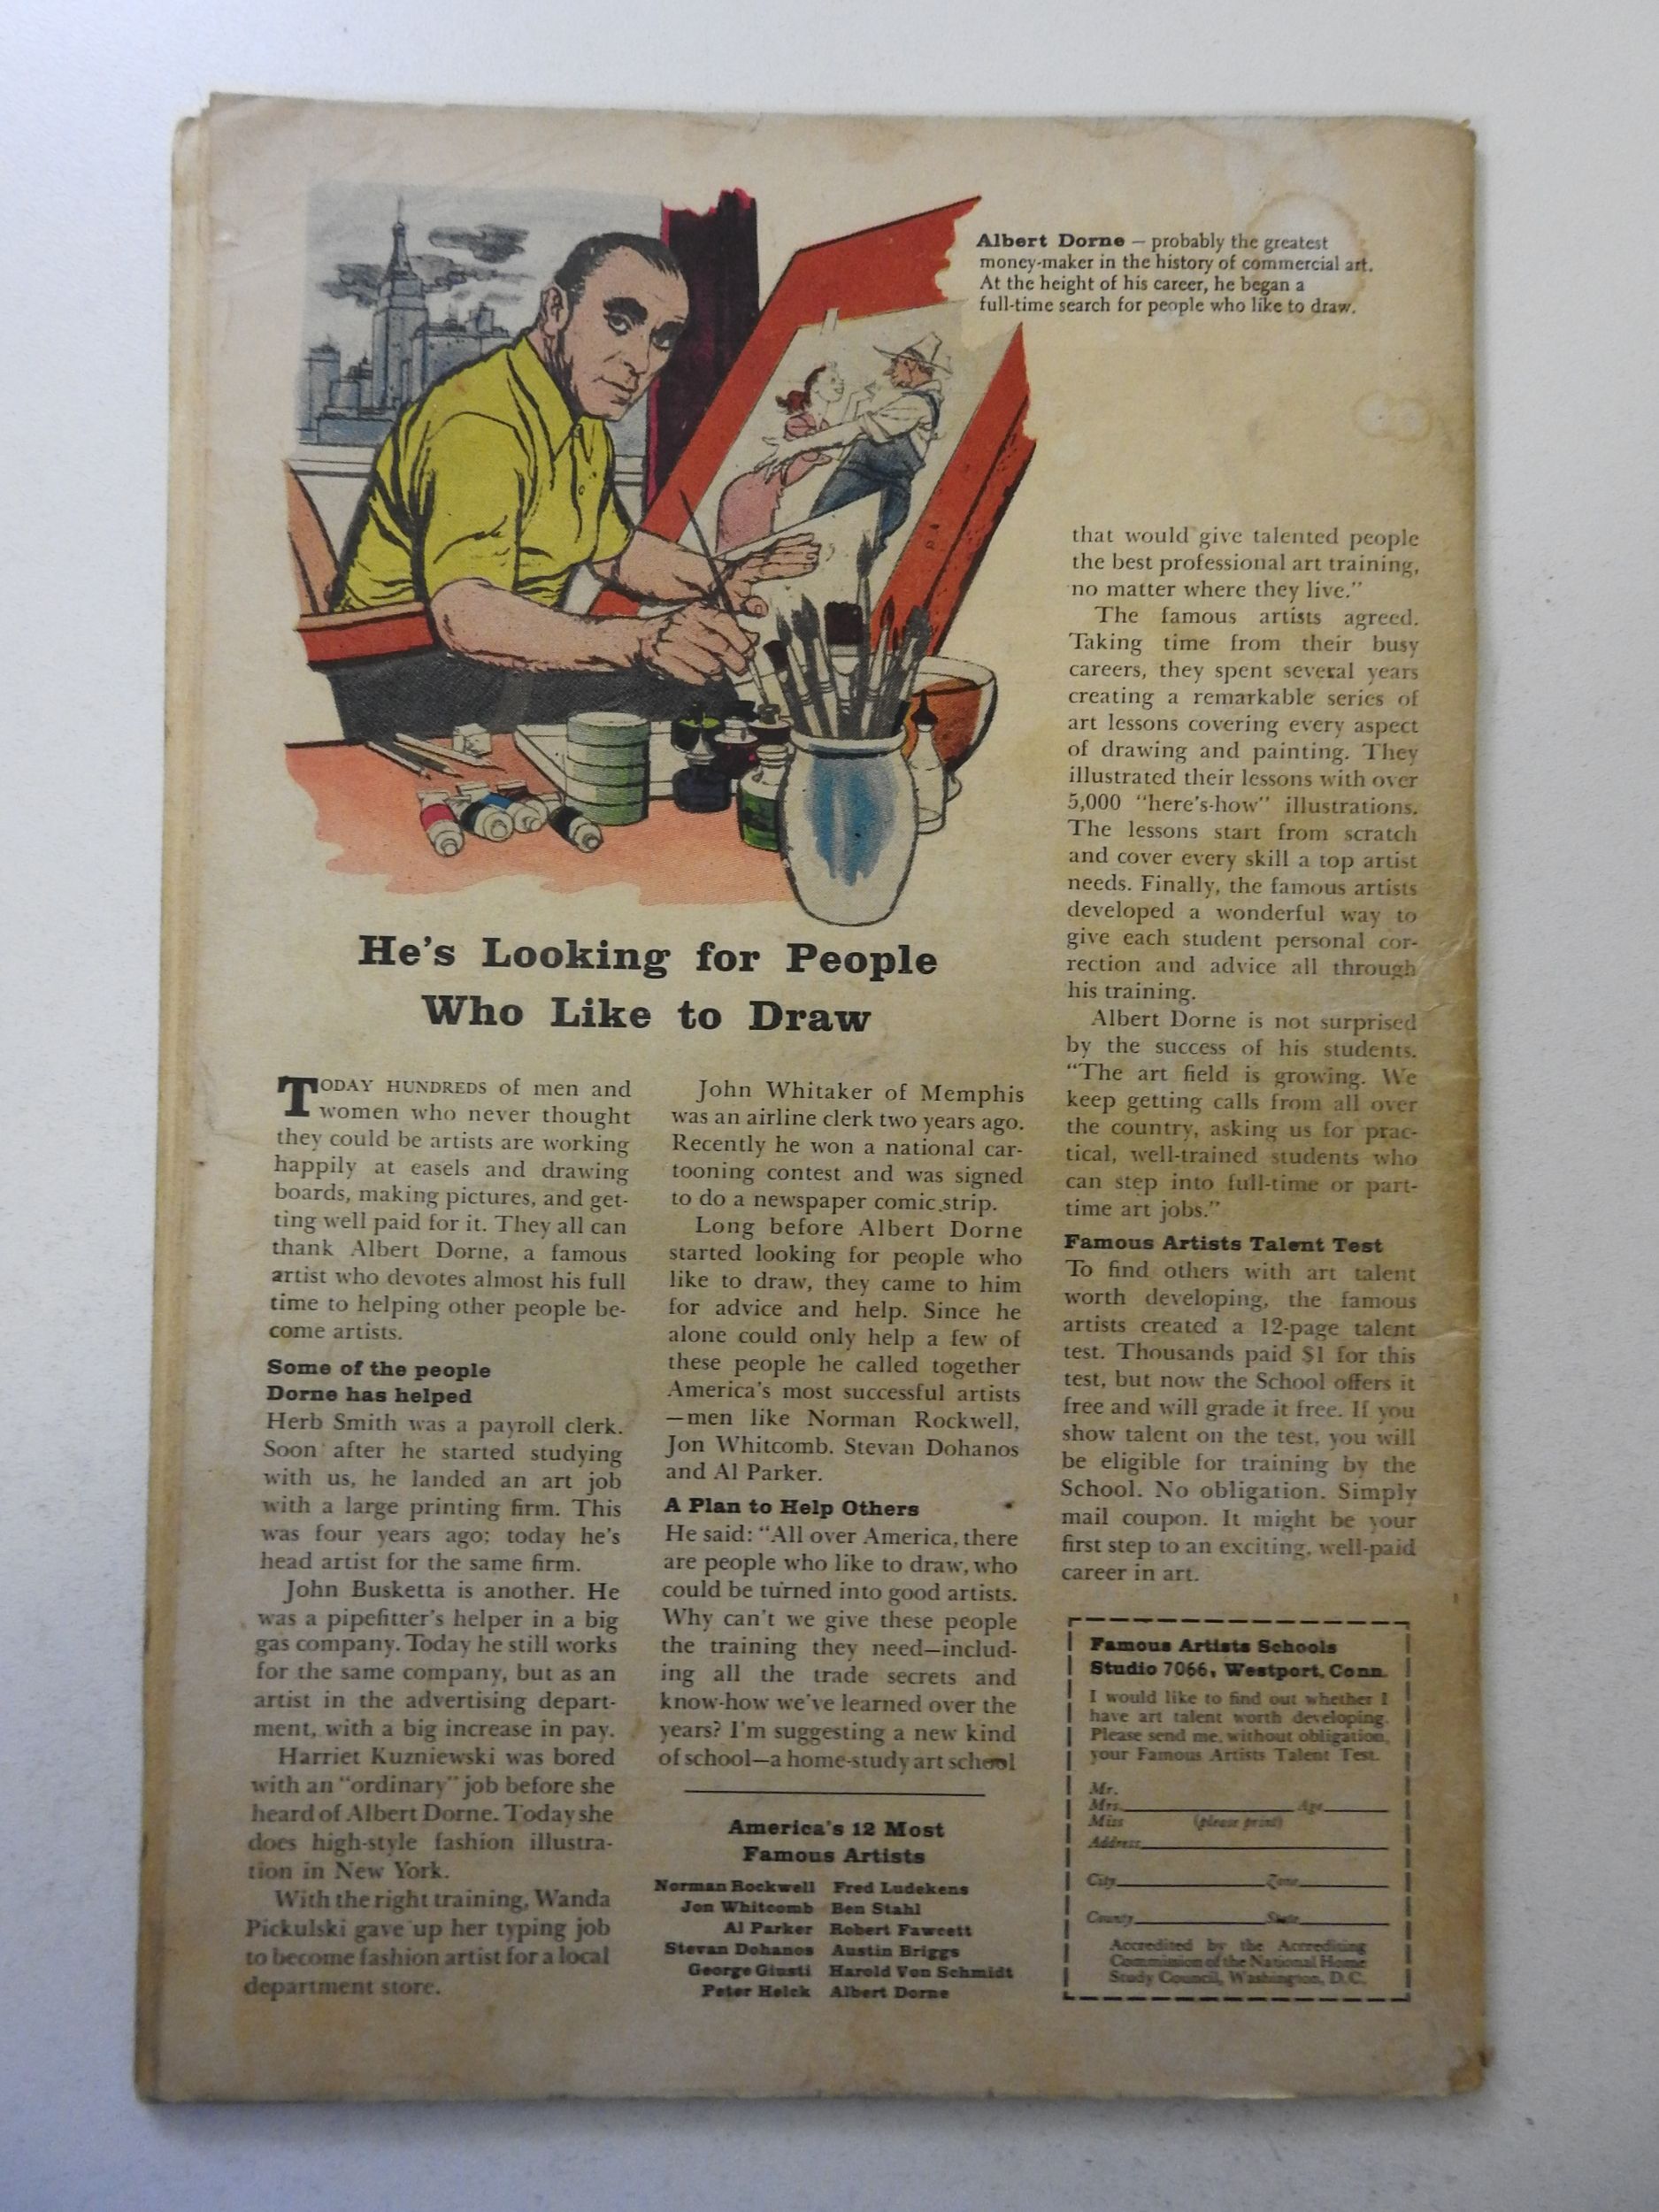 Albert Dorne — probably the greatest
money-maker in the history of commercial art.
At the height of his career, he began a
full-time search for people who like to draw.
He's Looking for People
Who Like to Draw
TODAY HUNDREDS of men and
women who never thought
they could be artists are working
happily at easels and drawing
boards, making pictures, and get-
ting well paid for it. They all can
thank Albert Dorne, a famous
artist who devotes almost his full
time to helping other people be-
come artists.
Some of the people
Dorne has helped
Herb Smith was a payroll clerk.
Soon after he started studying
with us, he landed an art job
with a large printing firm. This
was four years ago; today he's
head artist for the same firm.
John Busketta is another. He
was a pipefitter's helper in a big
gas company. Today he still works
for the same company, but as an
artist in the advertising depart-
ment, with a big increase in pay.
Harriet Kuzniewski was bored
with an "ordinary" job before she
heard of Albert Dorne. Today she
does high-style fashion illustra-
tion in New York.
With the right training, Wanda
Pickulski gave up her typing job
to become fashion artist for a local
department store.
John Whitaker of Memphis
was an airline clerk two years ago.
Recently he won a national car-
tooning contest and was signed
to do a newspaper comic strip.
Long before Albert Dorne
started looking for people who
like to draw, they came to him
for advice and help. Since he
alone could only help a few of
these people he called together
America's most successful artists
—men like Norman Rockwell,
Jon Whitcomb, Stevan Dohanos
and Al Parker.
A Plan to Help Others
He said: "All over America, there
are people who like to draw, who
could be turned into good artists.
Why can't we give these people
the training they need—includ-
ing all the trade secrets and
know-how we've learned over the
years? I'm suggesting a new kind
of school—a home-study art school
America's 12 Most
Famous Artists
Norman Rockwell Fred Ludekens
Jon Whitcomb Ben Stahl
Al Parker Robert Fawcett
Stevan Dohanos Austin Briggs
George Giusti Harold Von Schmidt
Peter Helck Albert Dorne
that would give talented people
the best professional art training,
no matter where they live."
The famous artists agreed.
Taking time from their busy
careers, they spent several years
creating a remarkable series of
art lessons covering every aspect
of drawing and painting. They
illustrated their lessons with over
5,000 "here's-how" illustrations.
The lessons start from scratch
and cover every skill a top artist
needs. Finally, the famous artists
developed a wonderful way to
give each student personal cor-
rection and advice all through
his training.
Albert Dorne is not surprised
by the success of his students.
"The art field is growing. We
keep getting calls from all over
the country, asking us for prac-
tical, well-trained students who
can step into full-time or part-
time art jobs."
Famous Artists Talent Test
To find others with art talent
worth developing, the famous
artists created a 12-page talent
test. Thousands paid $1 for this
test, but now the School offers it
free and will grade it free. If you
show talent on the test, you will
be eligible for training by the
School. No obligation. Simply
mail coupon. It might be your
first step to an exciting, well-paid
career in art.
Famous Artists Schools
Studio 7066, Westport, Conn.
I would like to find out whether I
have art talent worth developing.
Please send me, without obligation,
your Famous Artists Talent Test.
Mr.
Mrs. Age
Miss (please print)
Address
City Zone
County State
Accredited by the Accrediting
Commission of the National Home
Study Council, Washington, D.C.